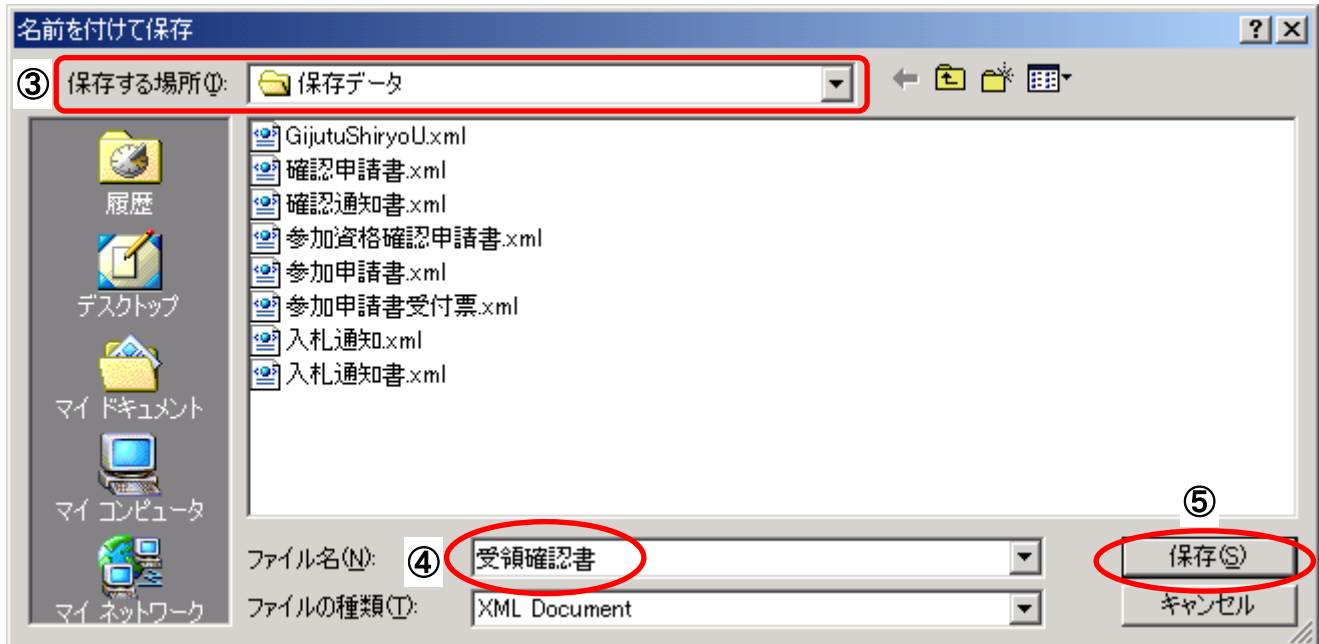 名前を付けて保存
③ 保存する場所(I): 保存データ
GijutuShiryoU.xml
確認申請書.xml
確認通知書.xml
参加資格確認申請書.xml
参加申請書.xml
参加申請書受付票.xml
入札通知.xml
入札通知書.xml
履歴
デスクトップ
マイ ドキュメント
マイ コンピュータ
マイ ネットワーク
ファイル名(N): ④ 受領確認書
⑤
保存(S)
ファイルの種類(T): XML Document
キャンセル